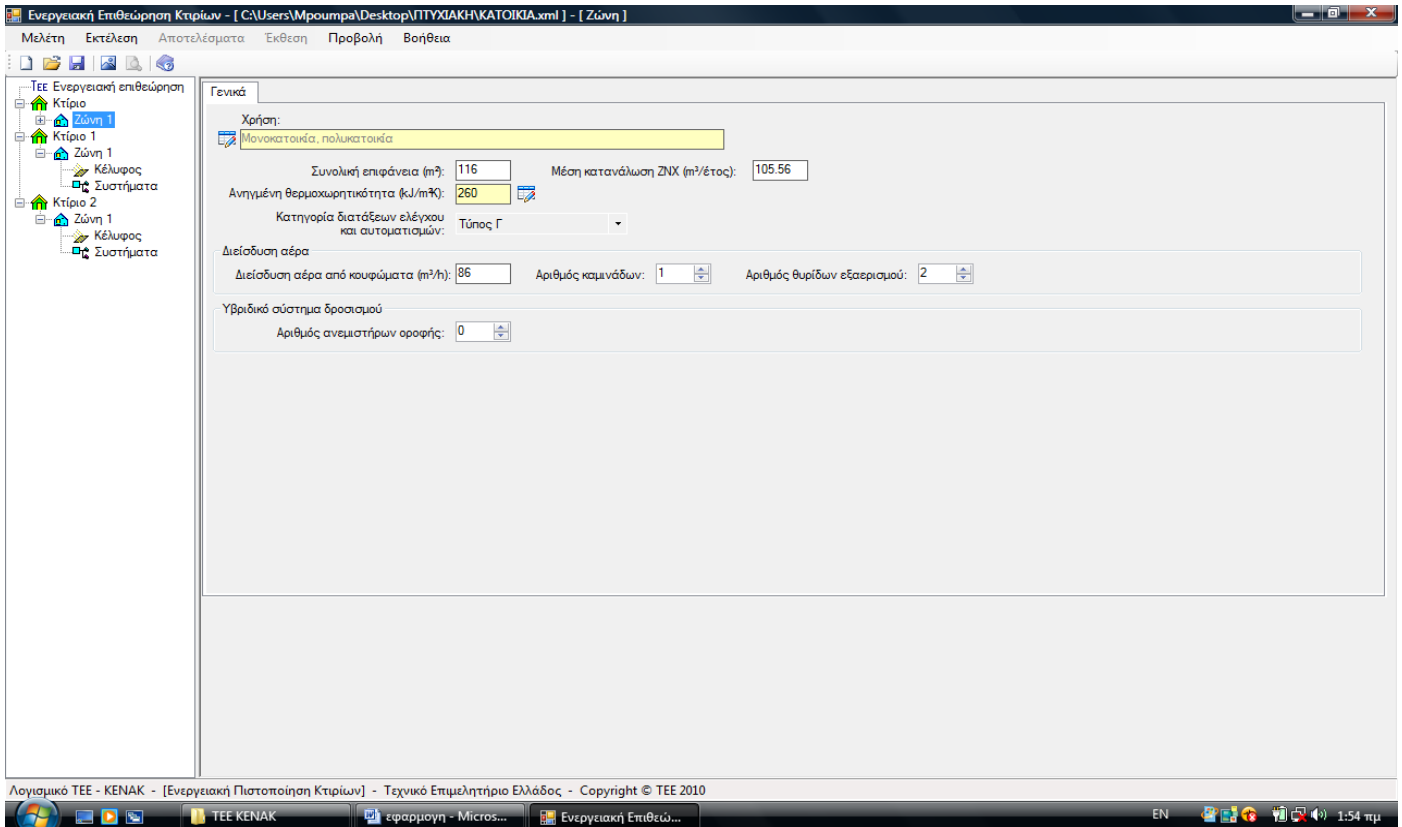 Ενεργειακή Επιθεώρηση Κτιρίων - [ C:\Users\Mpoumpa\Desktop\ΠΤΥΧΙΑΚΗ\ΚΑΤΟΙΚΙΑ.xml ] - [ Ζώνη ]
Μελέτη Εκτέλεση Αποτελέσματα Έκθεση Προβολή Βοήθεια
ΤΕΕ Ενεργειακή επιθεώρηση
Κτίριο
Ζώνη 1
Κτίριο 1
Ζώνη 1
Κέλυφος
Συστήματα
Κτίριο 2
Ζώνη 1
Κέλυφος
Συστήματα
Γενικά
Χρήση:
Μονοκατοικία, πολυκατοικία
Συνολική επιφάνεια (m²): 116 Μέση κατανάλωση ΖΝΧ (m³/έτος): 105.56
Ανηγμένη θερμοχωρητικότητα (kJ/m²K): 260
Κατηγορία διατάξεων ελέγχου
και αυτοματισμών: Τύπος Γ
Διείσδυση αέρα
Διείσδυση αέρα από κουφώματα (m³/h): 86 Αριθμός καμινάδων: 1 Αριθμός θυρίδων εξαερισμού: 2
Υβριδικό σύστημα δροσισμού
Αριθμός ανεμιστήρων οροφής: 0
Λογισμικό ΤΕΕ - ΚΕΝΑΚ - [Ενεργειακή Πιστοποίηση Κτιρίων] - Τεχνικό Επιμελητήριο Ελλάδος - Copyright © ΤΕΕ 2010
TEE KENAK εφαρμογη - Micros... Ενεργειακή Επιθεώ... EN 1:54 πμ